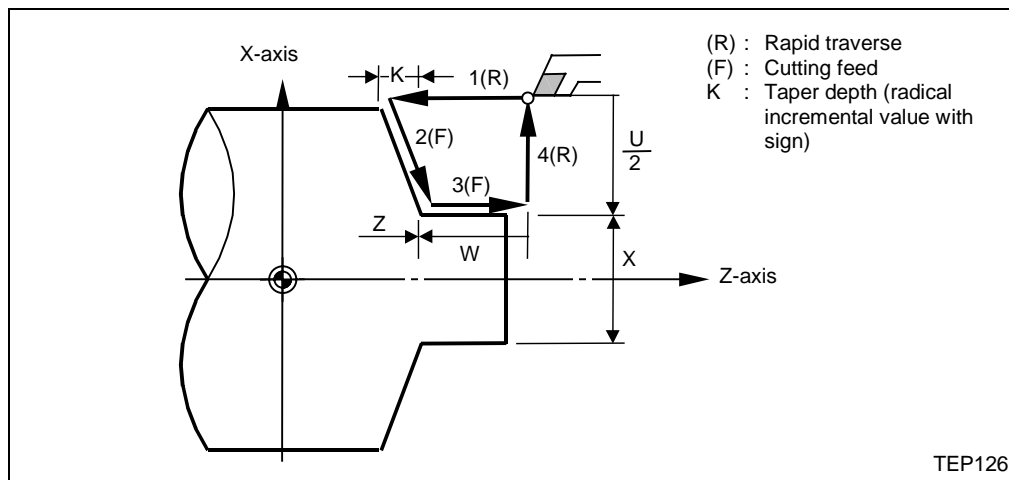 X-axis
K
1(R)
2(F)
3(F)
4(R)
U
2
Z
W
X
Z-axis
(R) : Rapid traverse
(F) : Cutting feed
K : Taper depth (radical
incremental value with
sign)
TEP126